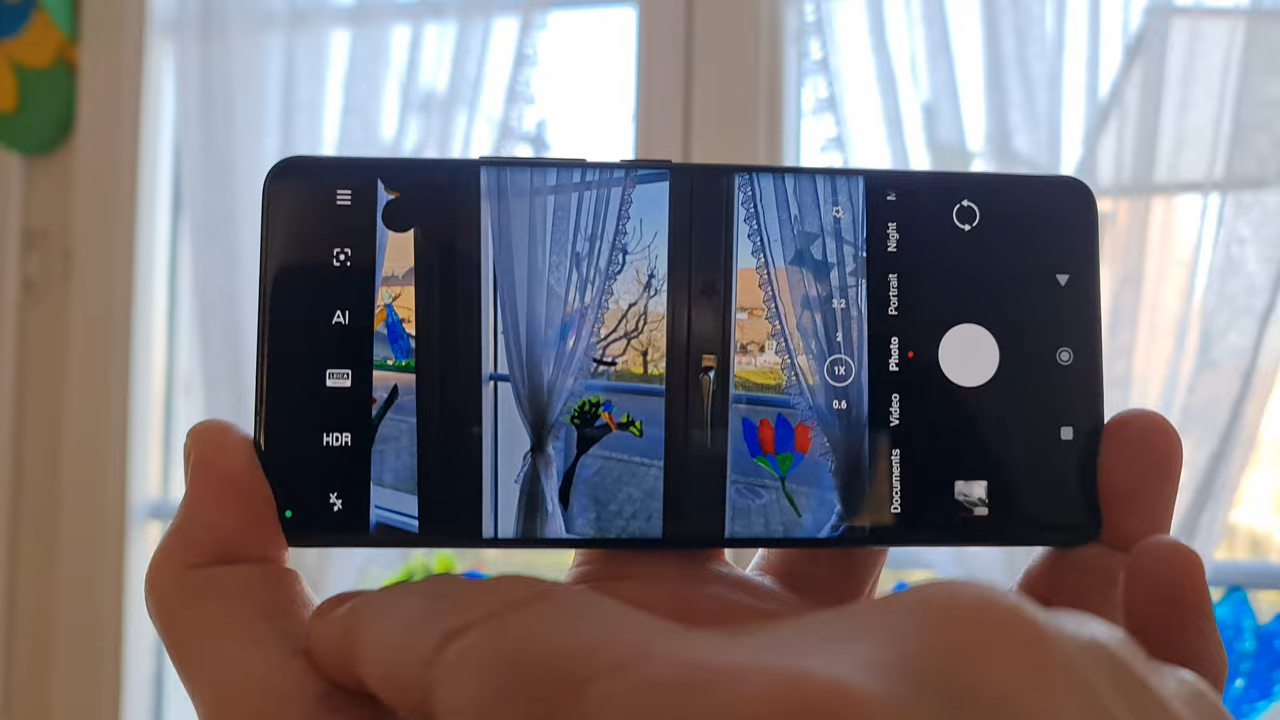 AI
LEICA
HDR
3.2
2
1X
0.6
M
Night
Portrait
Photo
Video
Documents